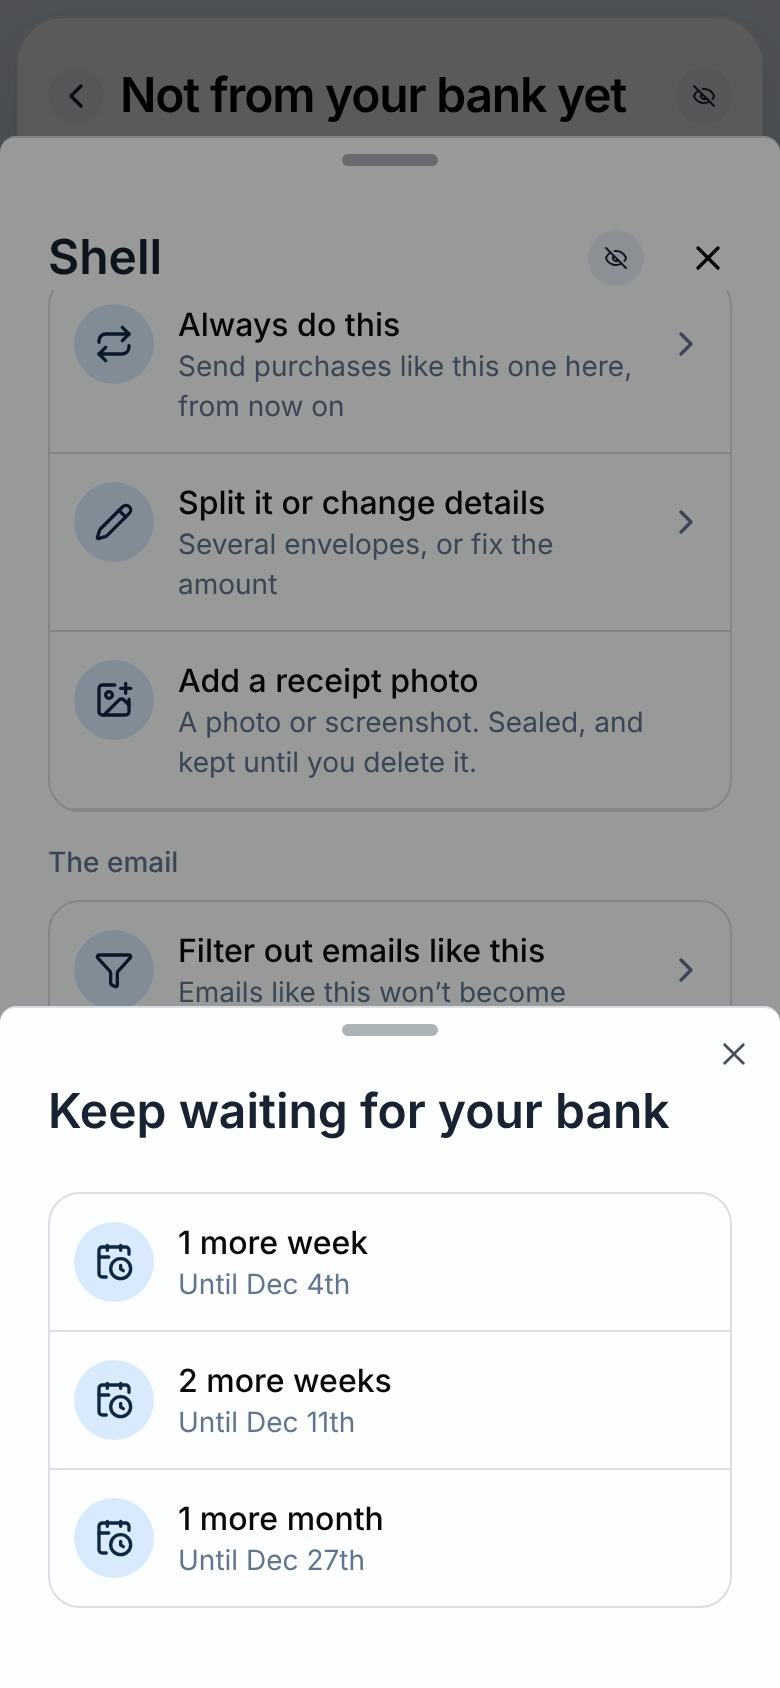 Not from your bank yet
Shell
Always do this
Send purchases like this one here,
from now on
Split it or change details
Several envelopes, or fix the
amount
Add a receipt photo
A photo or screenshot. Sealed, and
kept until you delete it.
The email
Filter out emails like this
Emails like this won’t become
Keep waiting for your bank
1 more week
Until Dec 4th
2 more weeks
Until Dec 11th
1 more month
Until Dec 27th